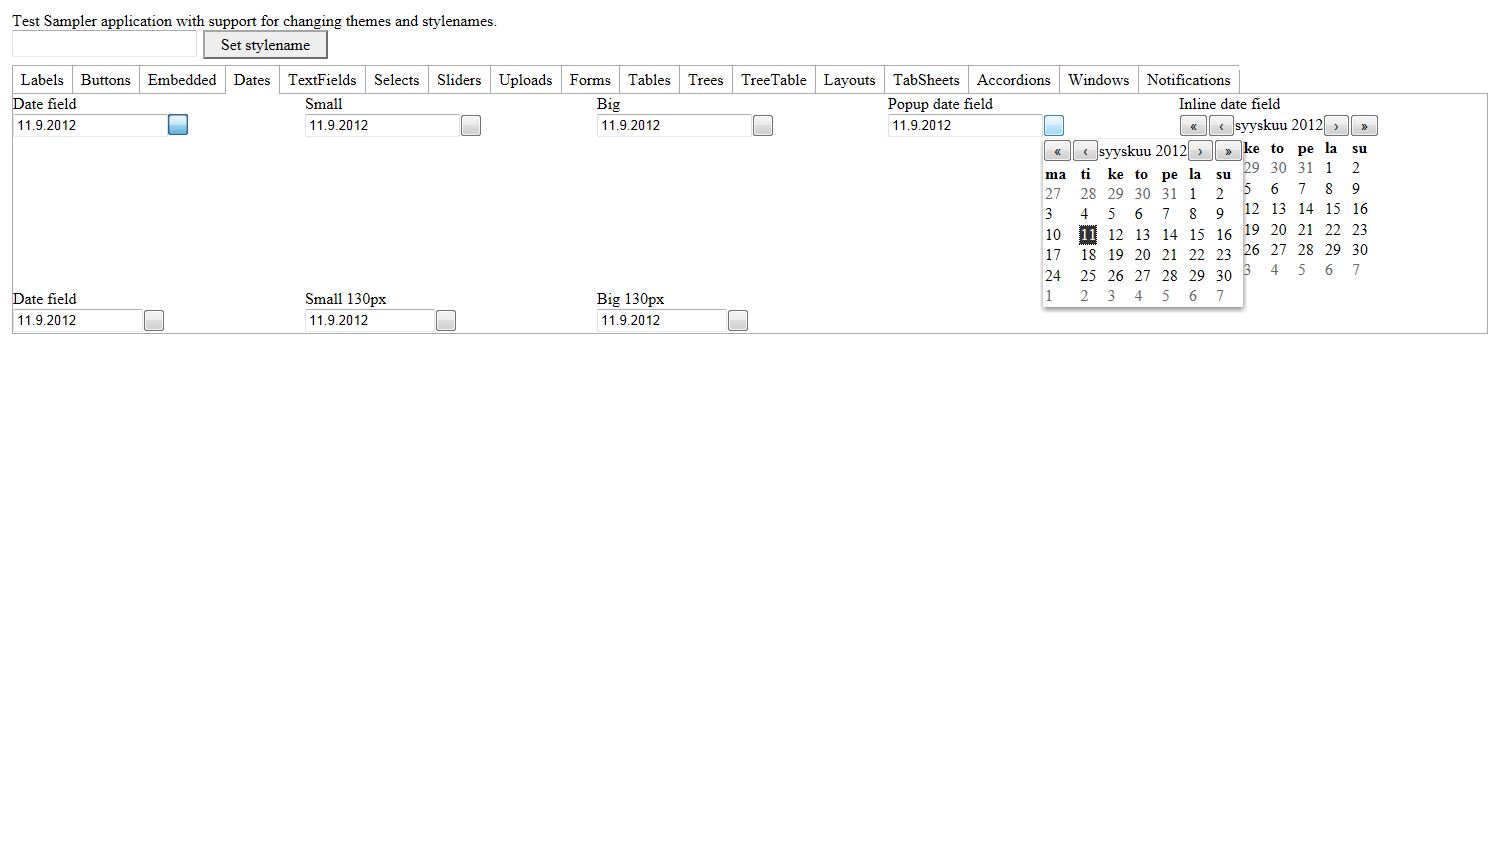 Test Sampler application with support for changing themes and stylenames.
Set stylename
Labels Buttons Embedded Dates TextFields Selects Sliders Uploads Forms Tables Trees TreeTable Layouts TabSheets Accordions Windows Notifications
Date field Small Big Popup date field Inline date field
11.9.2012 11.9.2012 11.9.2012 11.9.2012 « ‹ syyskuu 2012 › »
« ‹ syyskuu 2012 › » ke to pe la su
ma ti ke to pe la su 29 30 31 1 2
27 28 29 30 31 1 2 5 6 7 8 9
3 4 5 6 7 8 9 12 13 14 15 16
10 11 12 13 14 15 16 19 20 21 22 23
17 18 19 20 21 22 23 26 27 28 29 30
24 25 26 27 28 29 30 3 4 5 6 7
1 2 3 4 5 6 7
Date field Small 130px Big 130px
11.9.2012 11.9.2012 11.9.2012